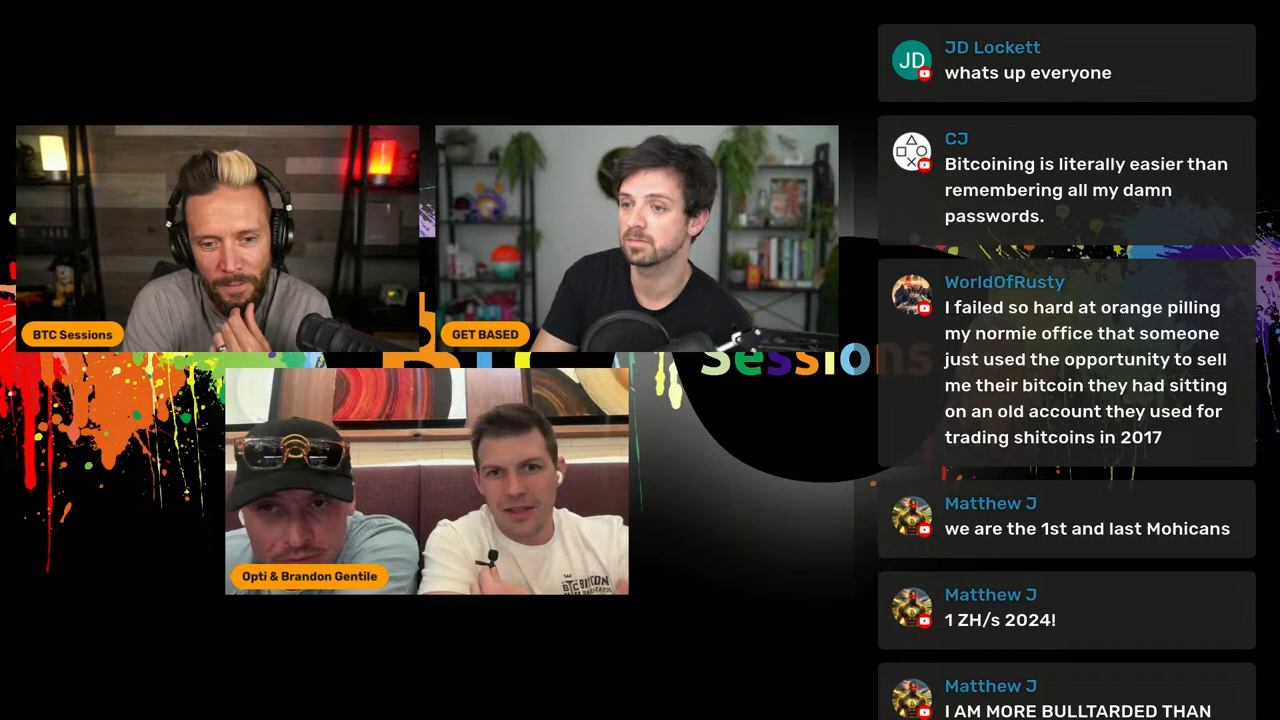 JD Lockett
whats up everyone
CJ
Bitcoining is literally easier than
remembering all my damn
passwords.
WorldOfRusty
I failed so hard at orange pilling
my normie office that someone
just used the opportunity to sell
me their bitcoin they had sitting
on an old account they used for
trading shitcoins in 2017
Matthew J
we are the 1st and last Mohicans
Matthew J
1 ZH/s 2024!
Matthew J
I AM MORE BULLTARDED THAN
BTC Sessions
GET BASED
Sessions
Opti & Brandon Gentile
JD